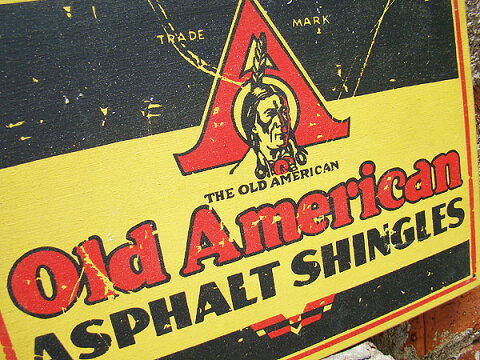 TRADE MARK
THE OLD AMERICAN
Old American
ASPHALT SHINGLES